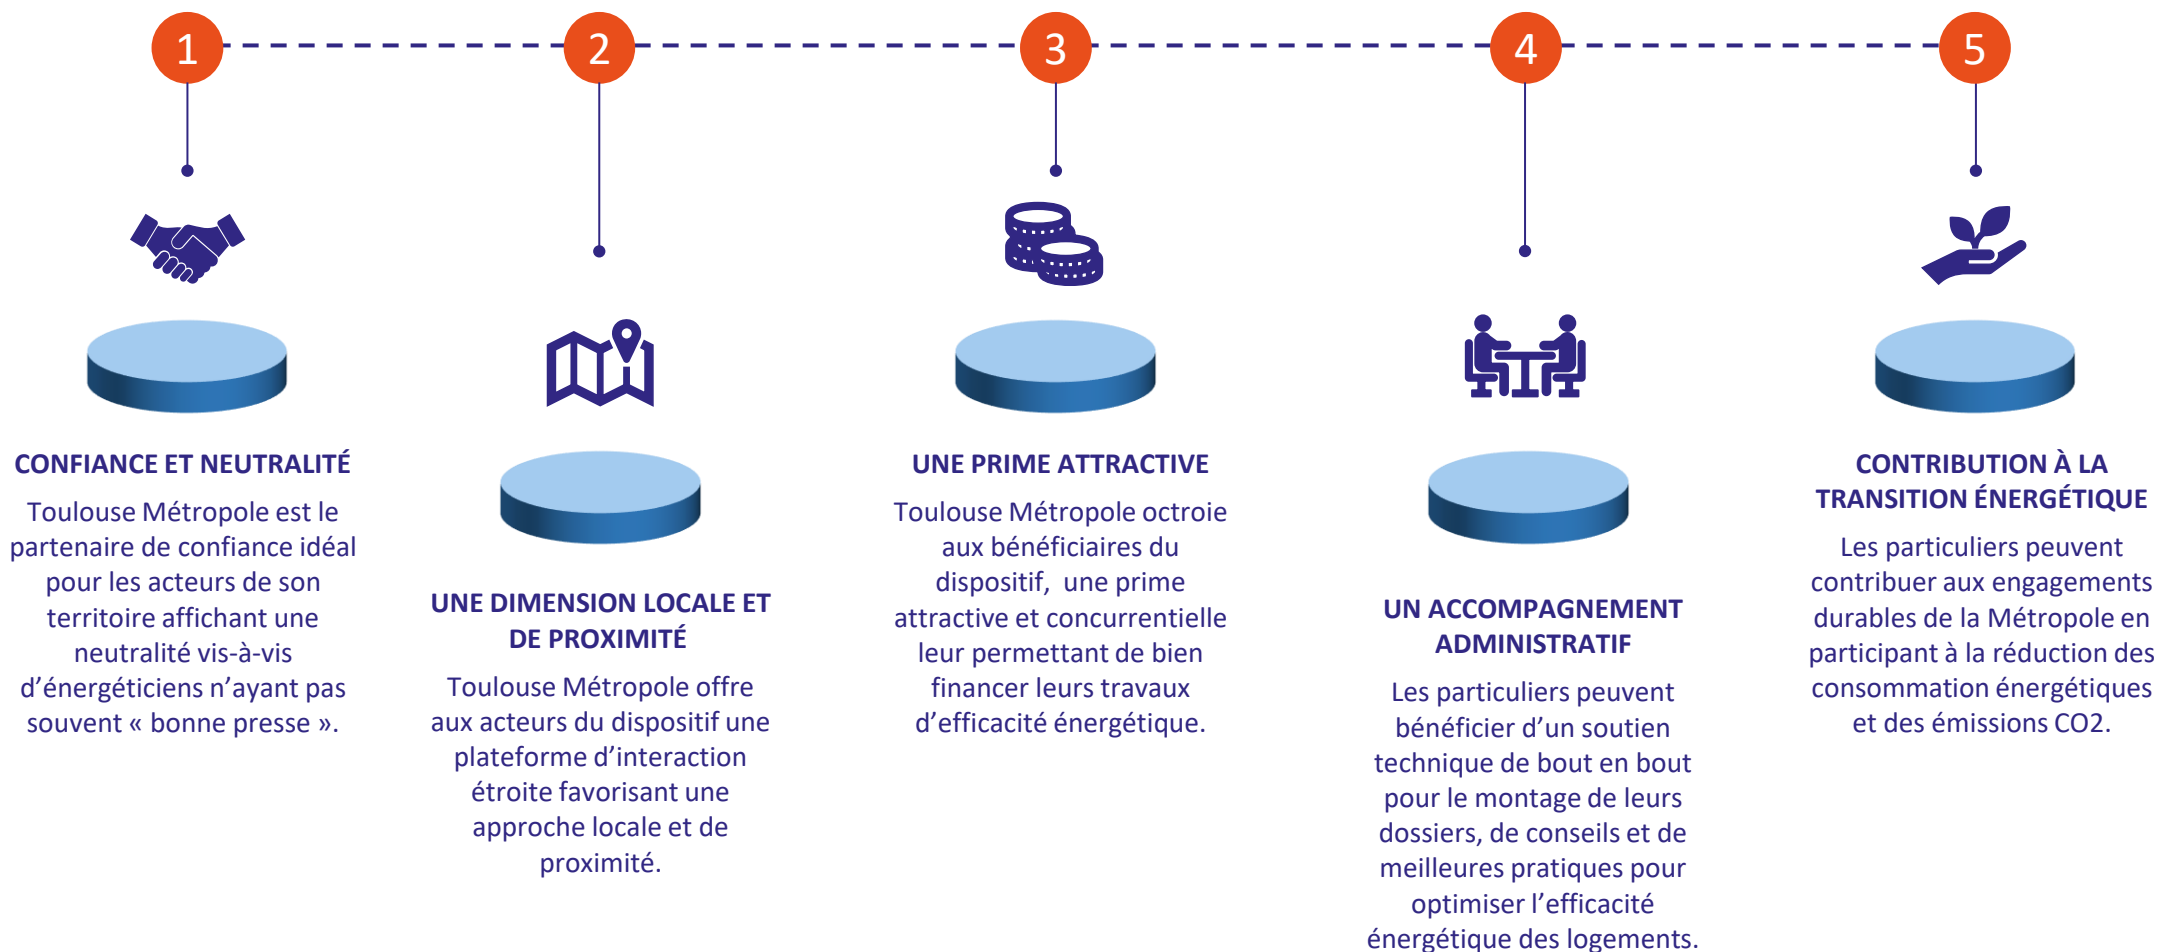 1
CONFIANCE ET NEUTRALITÉ
Toulouse Métropole est le
partenaire de confiance idéal
pour les acteurs de son
territoire affichant une
neutralité vis-à-vis
d’énergéticiens n’ayant pas
souvent « bonne presse ».
2
UNE DIMENSION LOCALE ET
DE PROXIMITÉ
Toulouse Métropole offre
aux acteurs du dispositif une
plateforme d’interaction
étroite favorisant une
approche locale et de
proximité.
3
UNE PRIME ATTRACTIVE
Toulouse Métropole octroie
aux bénéficiaires du
dispositif,  une prime
attractive et concurrentielle
leur permettant de bien
financer leurs travaux
d’efficacité énergétique.
4
UN ACCOMPAGNEMENT
ADMINISTRATIF
Les particuliers peuvent
bénéficier d’un soutien
technique de bout en bout
pour le montage de leurs
dossiers, de conseils et de
meilleures pratiques pour
optimiser l’efficacité
énergétique des logements.
5
CONTRIBUTION À LA
TRANSITION ÉNERGÉTIQUE
Les particuliers peuvent
contribuer aux engagements
durables de la Métropole en
participant à la réduction des
consommation énergétiques
et des émissions CO2.